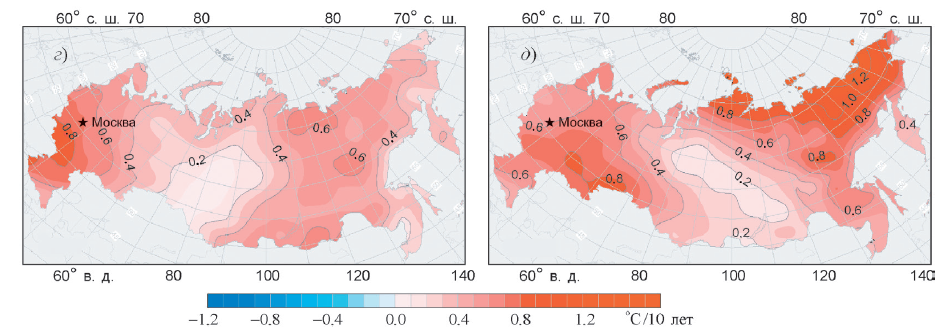 60° с. ш. 70 80 80 70° с. ш. 60° с. ш. 70 80 80 70° с. ш.
г) д)
0.8 Москва 0.6 0.4 0.2 0.4 0.4 0.6 0.6 0.4
0.6 Москва 0.6 0.4 0.8 0.6 0.8 0.4 0.2 0.2 0.6 0.8 0.6 0.8 1.0 1.2 0.4
60° в. д. 80 100 120 140 60° в. д. 80 100 120 140
−1.2 −0.8 −0.4 0.0 0.4 0.8 1.2 °С/10 лет